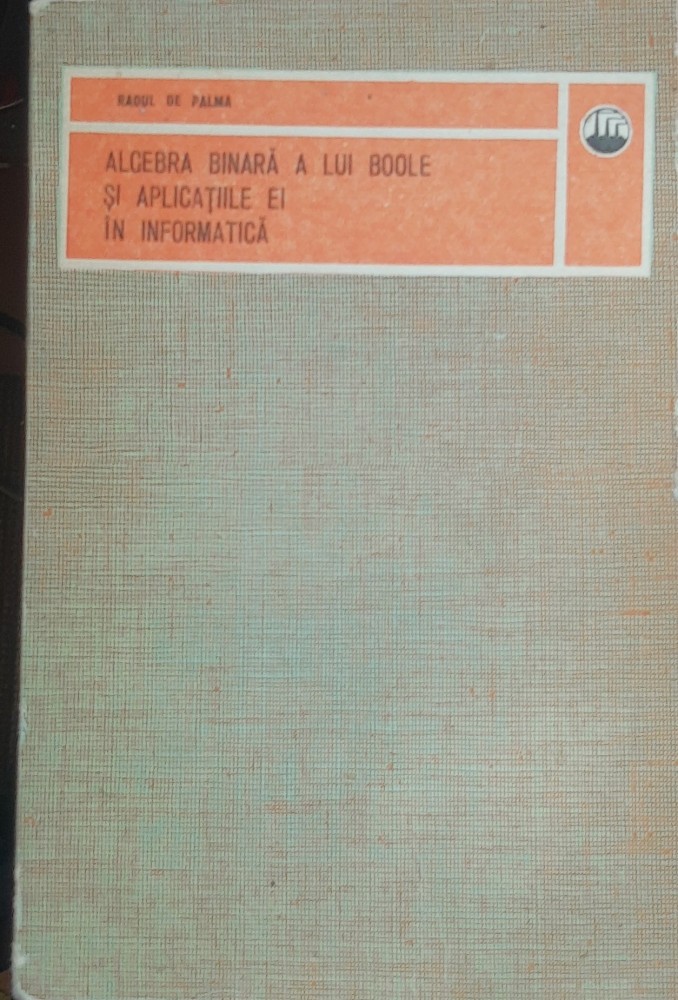 RAOUL DE PALMA
ALGEBRA BINARĂ A LUI BOOLE
ȘI APLICAȚIILE EI
ÎN INFORMATICĂ